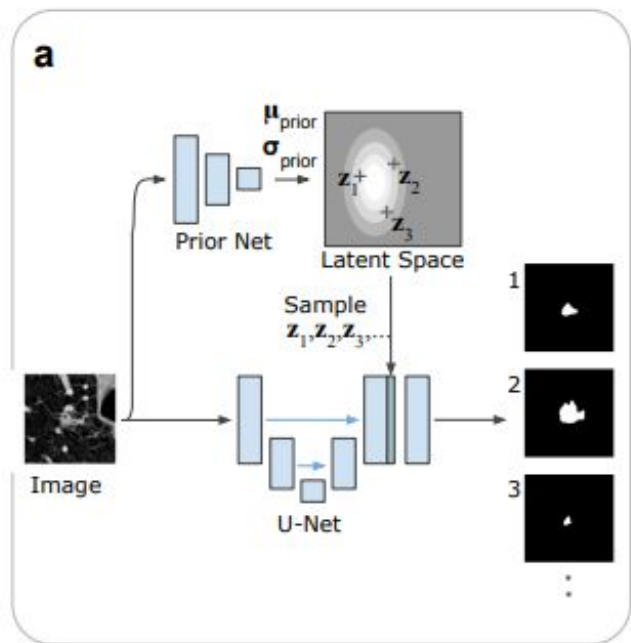 a
μprior
σprior
z1
z2
z3
Prior Net
Latent Space
Sample
z1,z2,z3,...
1
2
3
Image
U-Net